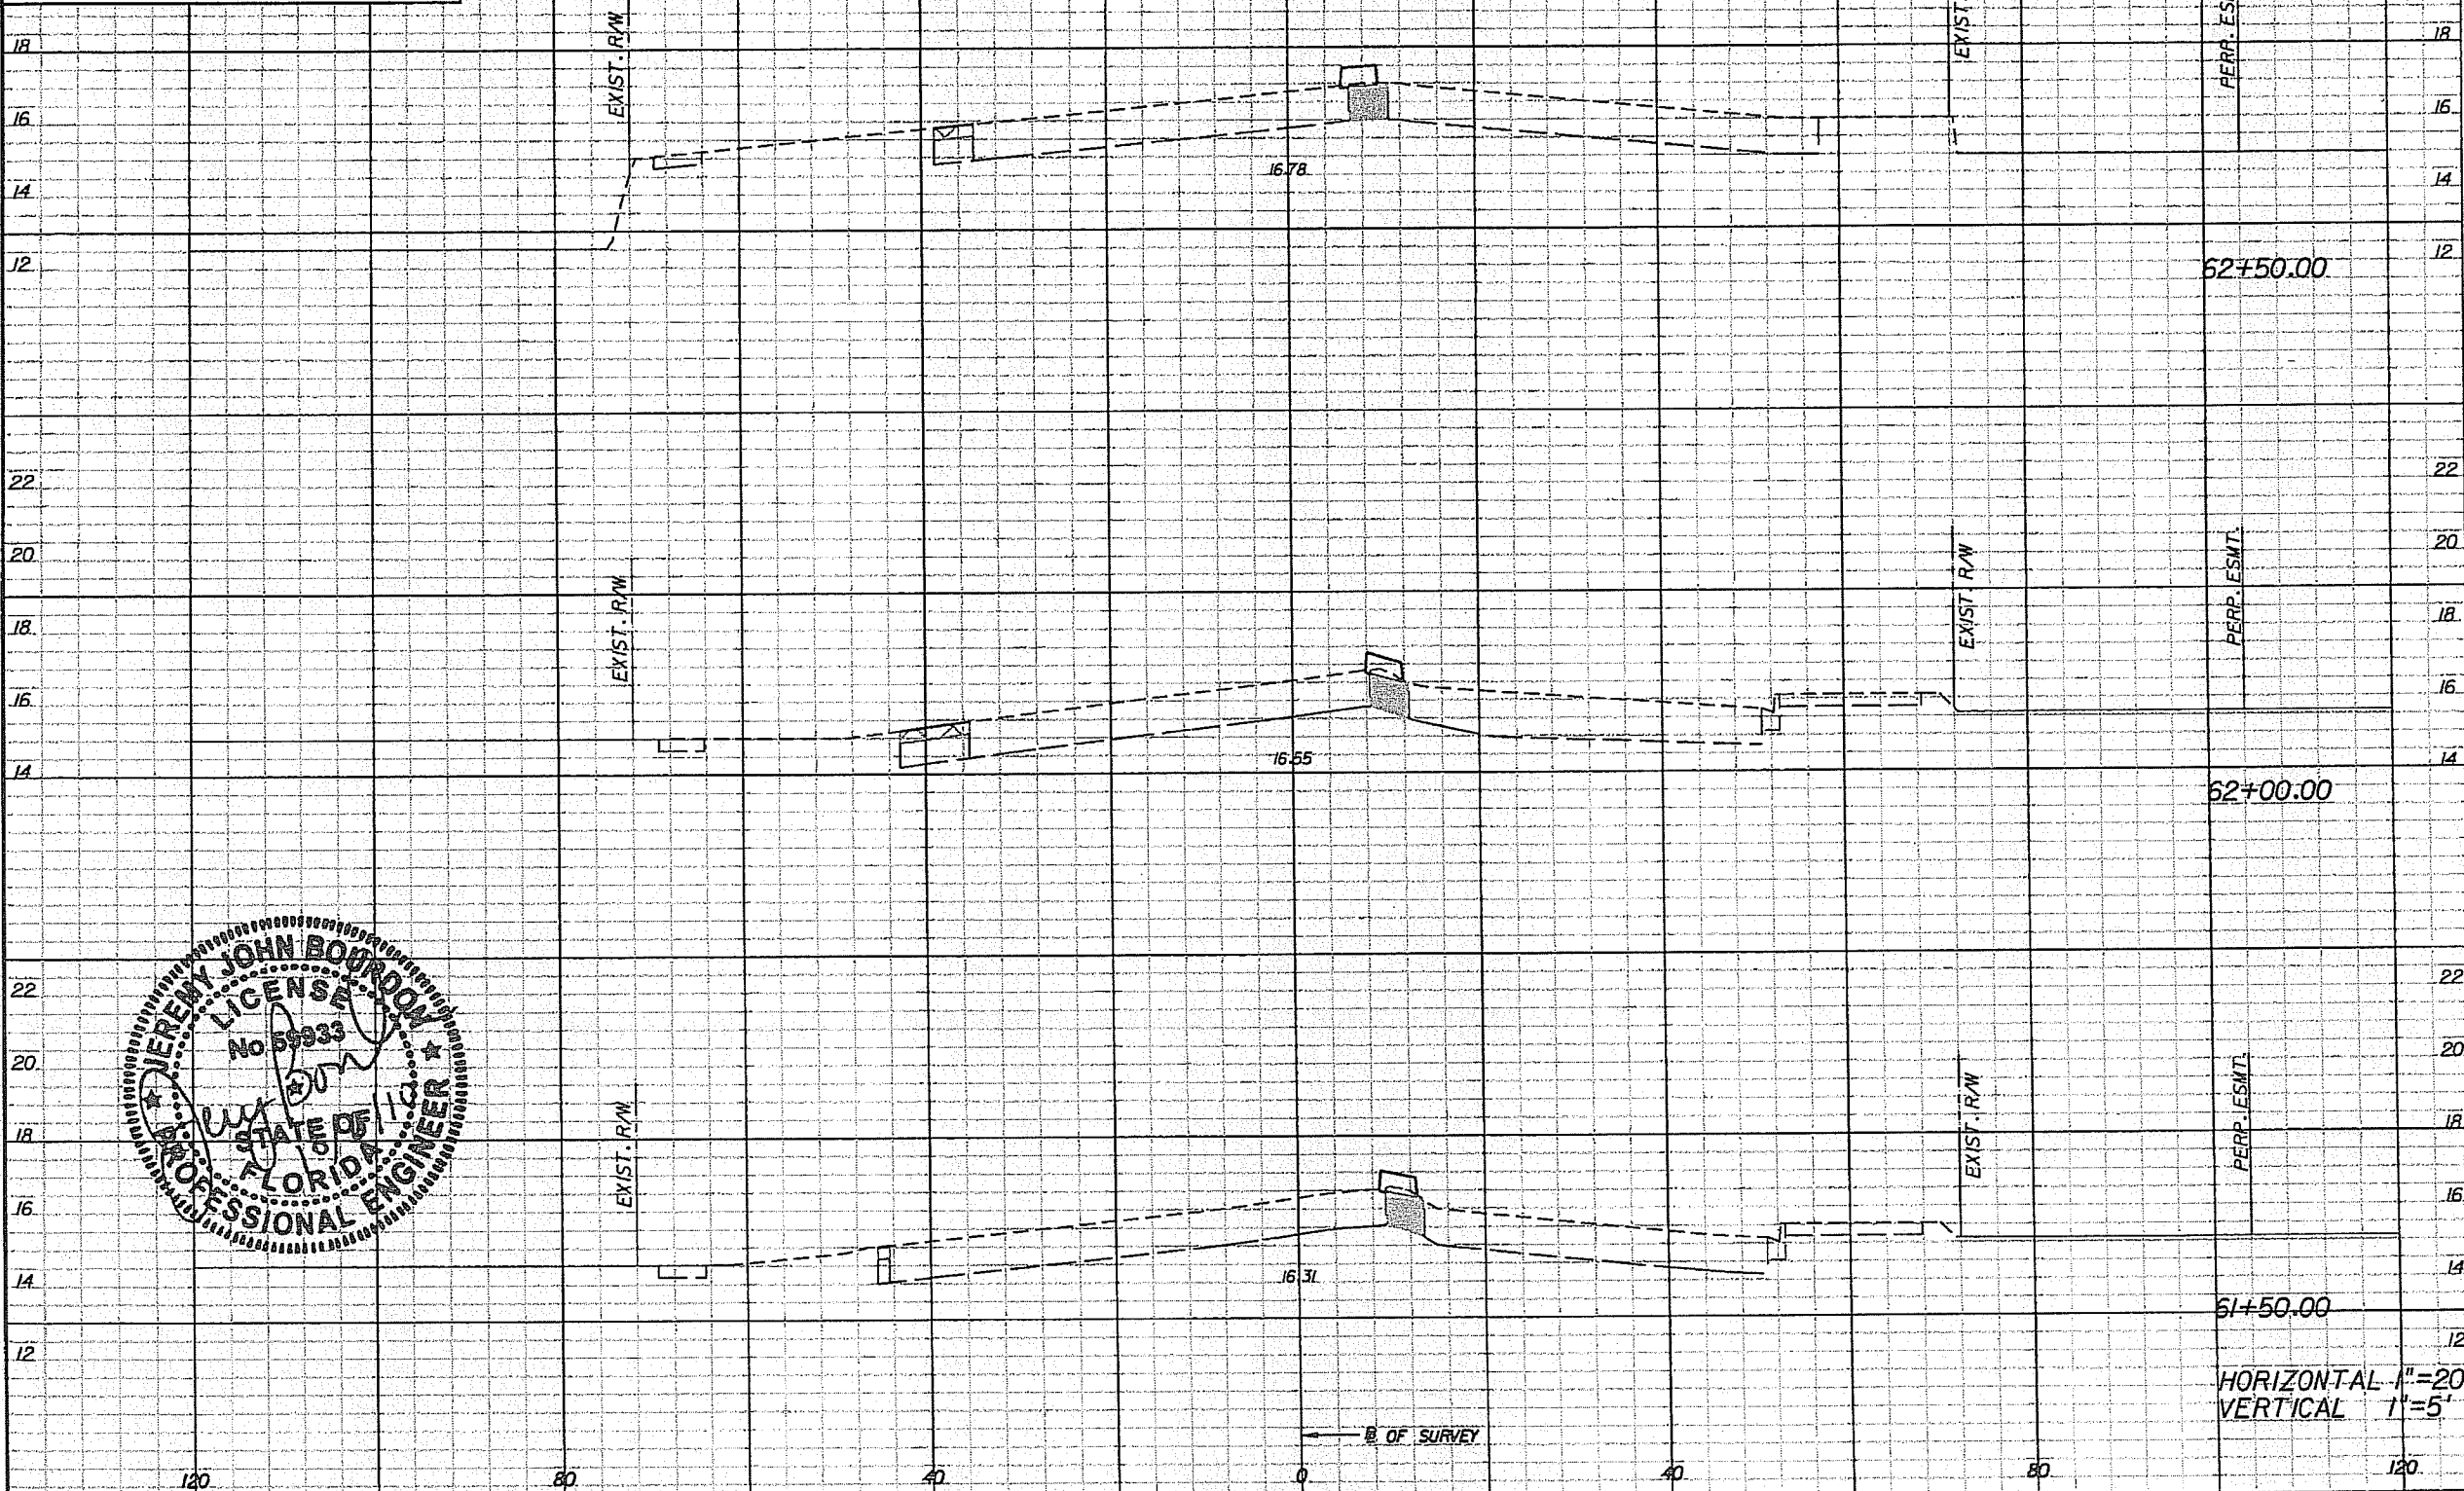 EXIST. R/W
EXIST.
PERP. ES
18 18
16 16
16.78
14 14
12 12
62+50.00
22 22
20 20
EXIST. R/W
EXIST. R/W
PERP. ESMT.
18 18
16 16
16.55
14 14
62+00.00
22 22
20 20
EXIST. R/W
EXIST. R/W
PERP. ESMT.
18 18
16 16
16.31
14 14
61+50.00
12 12
JEREMY JOHN BOURDON
LICENSE
No 59933
STATE OF
FLORIDA
PROFESSIONAL ENGINEER
HORIZONTAL 1"=20
VERTICAL 1"=5'
B OF SURVEY
120 80 40 0 40 80 120